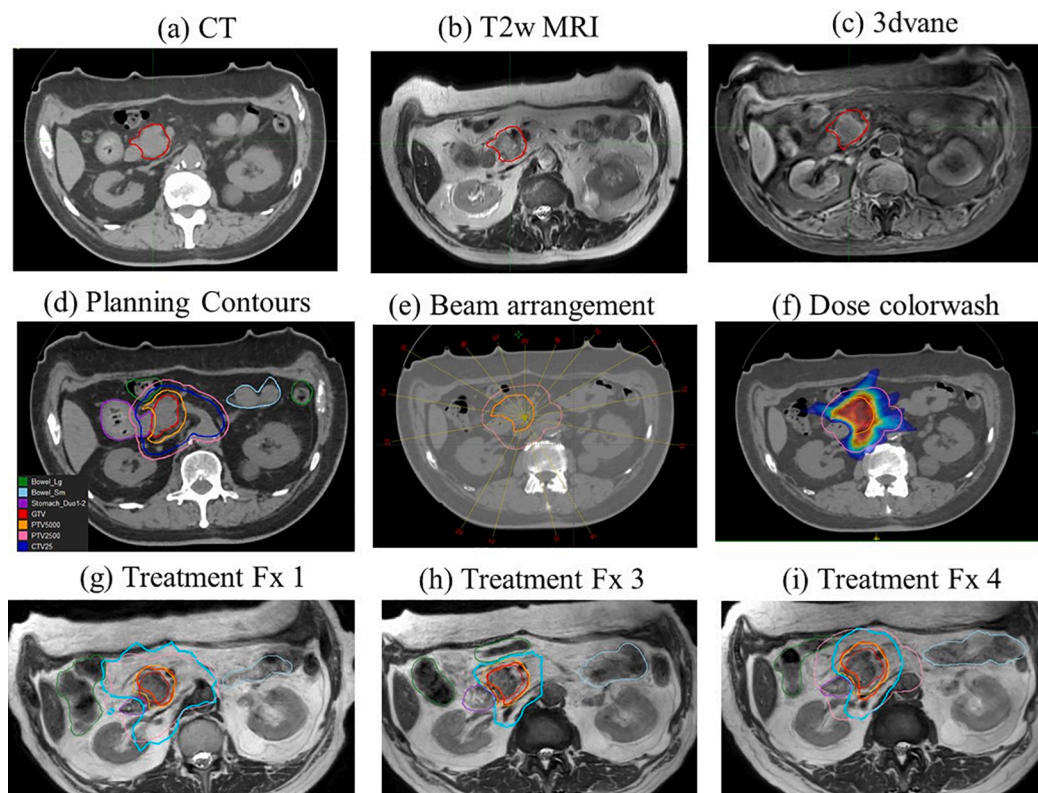 (a) CT
(b) T2w MRI
(c) 3dvane
(d) Planning Contours
(e) Beam arrangement
(f) Dose colorwash
Bowel_Lg
Bowel_Sm
Stomach_Duo1-2
GTV
PTV5000
PTV2500
CTV25
(g) Treatment Fx 1
(h) Treatment Fx 3
(i) Treatment Fx 4